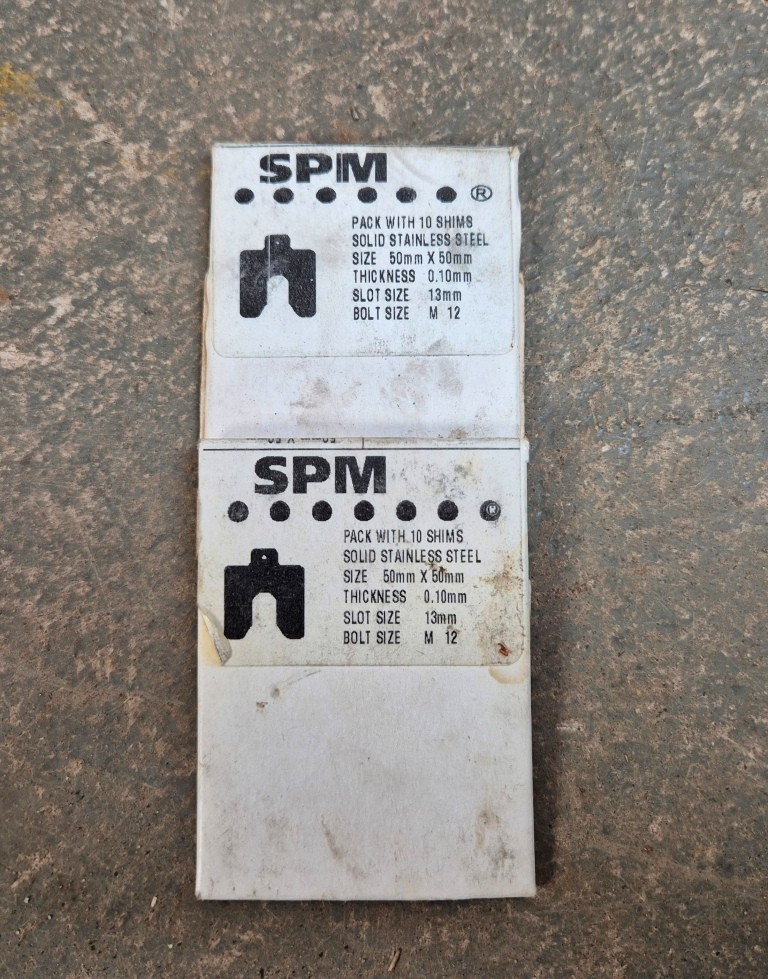 SPM
®
PACK WITH 10 SHIMS
SOLID STAINLESS STEEL
SIZE 50mm X 50mm
THICKNESS 0.10mm
SLOT SIZE 13mm
BOLT SIZE M 12
SPM
®
PACK WITH 10 SHIMS
SOLID STAINLESS STEEL
SIZE 50mm X 50mm
THICKNESS 0.10mm
SLOT SIZE 13mm
BOLT SIZE M 12